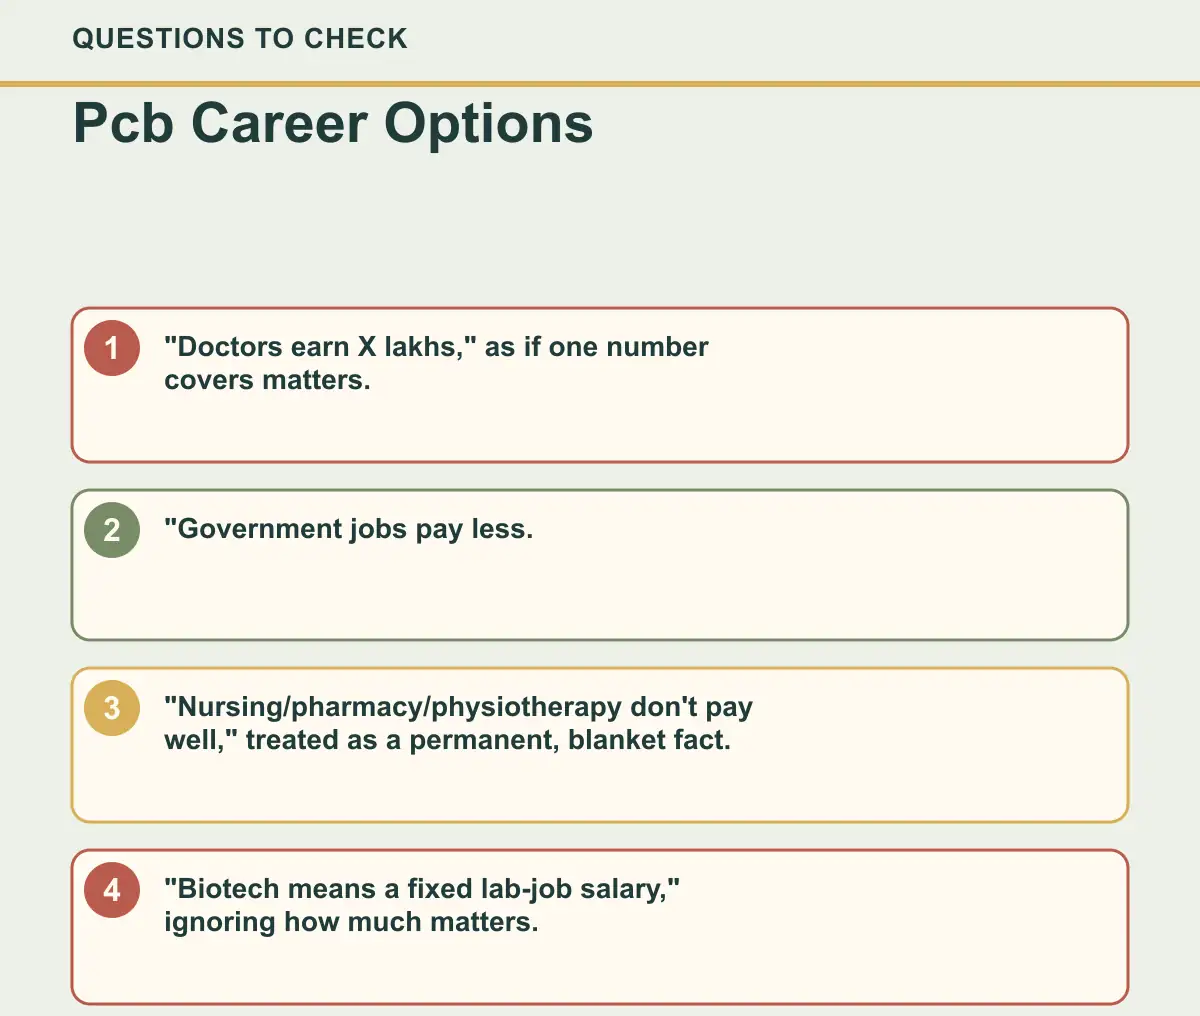 QUESTIONS TO CHECK
Pcb Career Options
1
"Doctors earn X lakhs," as if one number
covers matters.
2
"Government jobs pay less.
3
"Nursing/pharmacy/physiotherapy don't pay
well," treated as a permanent, blanket fact.
4
"Biotech means a fixed lab-job salary,"
ignoring how much matters.